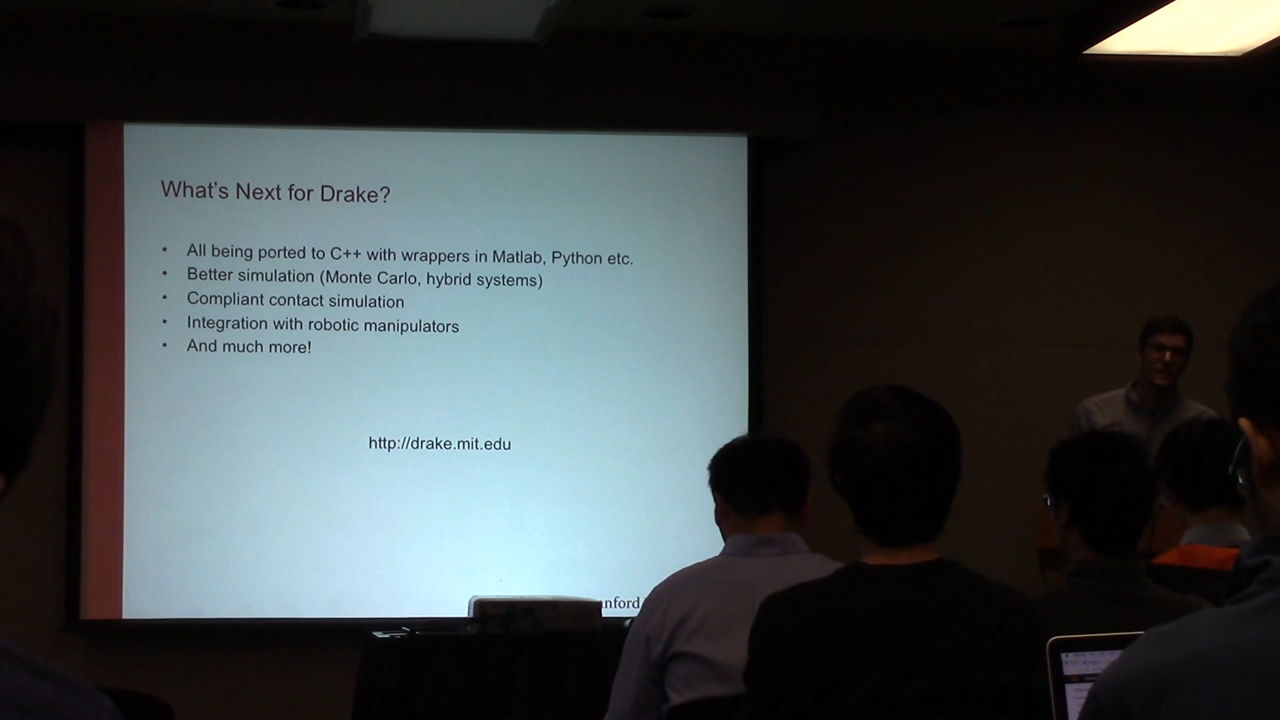 What's Next for Drake?
• All being ported to C++ with wrappers in Matlab, Python etc.
• Better simulation (Monte Carlo, hybrid systems)
• Compliant contact simulation
• Integration with robotic manipulators
• And much more!
http://drake.mit.edu
nford